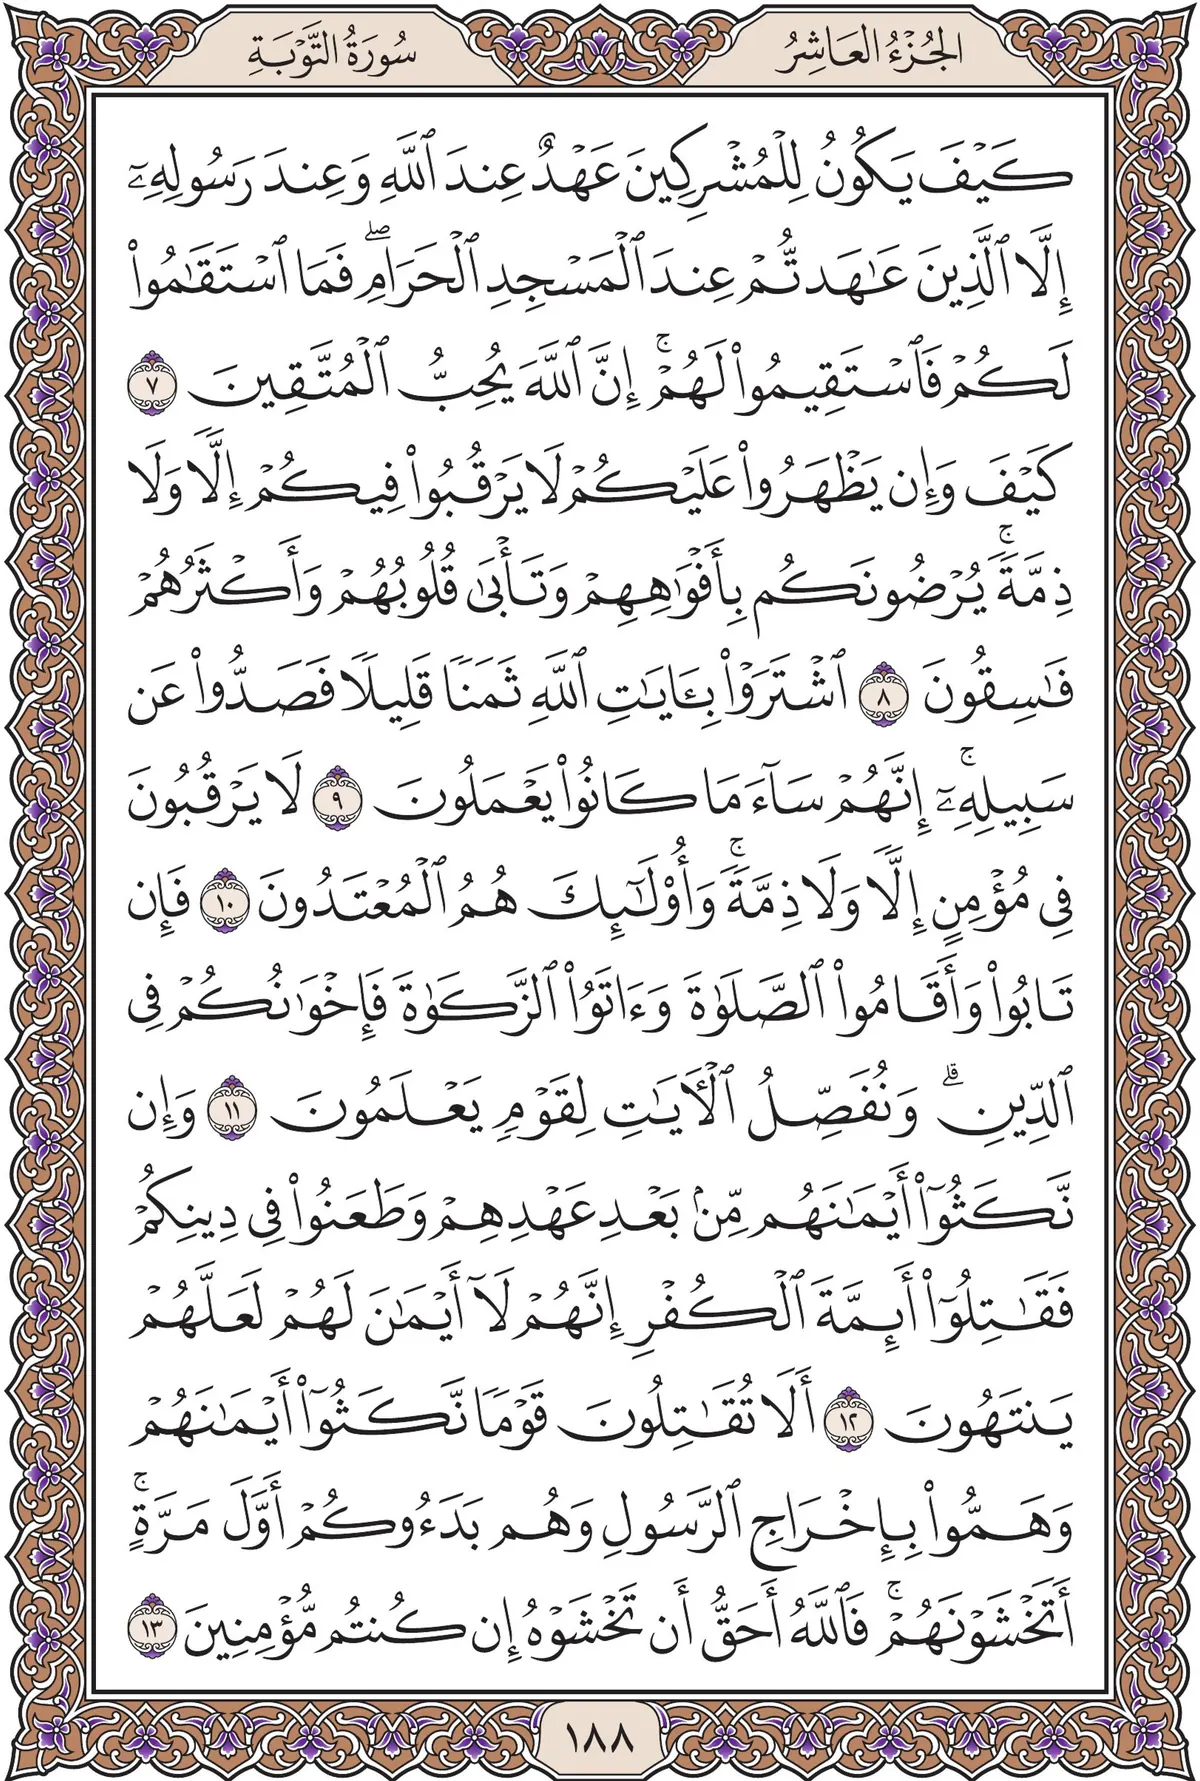 الجُزْءُ العَاشِرُ
سُورَةُ التَّوْبَةِ
كَيْفَ يَكُونُ لِلْمُشْرِكِينَ عَهْدٌ عِندَ ٱللَّهِ وَعِندَ رَسُولِهِۦٓ
إِلَّا ٱلَّذِينَ عَـٰهَدتُّمْ عِندَ ٱلْمَسْجِدِ ٱلْحَرَامِۖ فَمَا ٱسْتَقَـٰمُوا۟
لَكُمْ فَٱسْتَقِيمُوا۟ لَهُمْۚ إِنَّ ٱللَّهَ يُحِبُّ ٱلْمُتَّقِينَ ٧
كَيْفَ وَإِن يَظْهَرُوا۟ عَلَيْكُمْ لَا يَرْقُبُوا۟ فِيكُمْ إِلًّا وَلَا
ذِمَّةًۚ يُرْضُونَكُم بِأَفْوَٰهِهِمْ وَتَأْبَىٰ قُلُوبُهُمْ وَأَكْثَرُهُمْ
فَـٰسِقُونَ ٨ ٱشْتَرَوْا۟ بِـَٔايَـٰتِ ٱللَّهِ ثَمَنًا قَلِيلًا فَصَدُّوا۟ عَن
سَبِيلِهِۦٓۚ إِنَّهُمْ سَآءَ مَا كَانُوا۟ يَعْمَلُونَ ٩ لَا يَرْقُبُونَ
فِى مُؤْمِنٍ إِلًّا وَلَا ذِمَّةًۚ وَأُو۟لَـٰٓئِكَ هُمُ ٱلْمُعْتَدُونَ ١٠ فَإِن
تَابُوا۟ وَأَقَامُوا۟ ٱلصَّلَوٰةَ وَءَاتَوُا۟ ٱلزَّكَوٰةَ فَإِخْوَٰنُكُمْ فِى
ٱلدِّينِۗ وَنُفَصِّلُ ٱلْـَٔايَـٰتِ لِقَوْمٍ يَعْلَمُونَ ١١ وَإِن
نَّكَثُوٓا۟ أَيْمَـٰنَهُم مِّنۢ بَعْدِ عَهْدِهِمْ وَطَعَنُوا۟ فِى دِينِكُمْ
فَقَـٰتِلُوٓا۟ أَئِمَّةَ ٱلْكُفْرِ إِنَّهُمْ لَآ أَيْمَـٰنَ لَهُمْ لَعَلَّهُمْ
يَنتَهُونَ ١٢ أَلَا تُقَـٰتِلُونَ قَوْمًا نَّكَثُوٓا۟ أَيْمَـٰنَهُمْ
وَهَمُّوا۟ بِإِخْرَاجِ ٱلرَّسُولِ وَهُم بَدَءُوكُمْ أَوَّلَ مَرَّةٍۚ
أَتَخْشَوْنَهُمْۚ فَٱللَّهُ أَحَقُّ أَن تَخْشَوْهُ إِن كُنتُم مُّؤْمِنِينَ ١٣
١٨٨